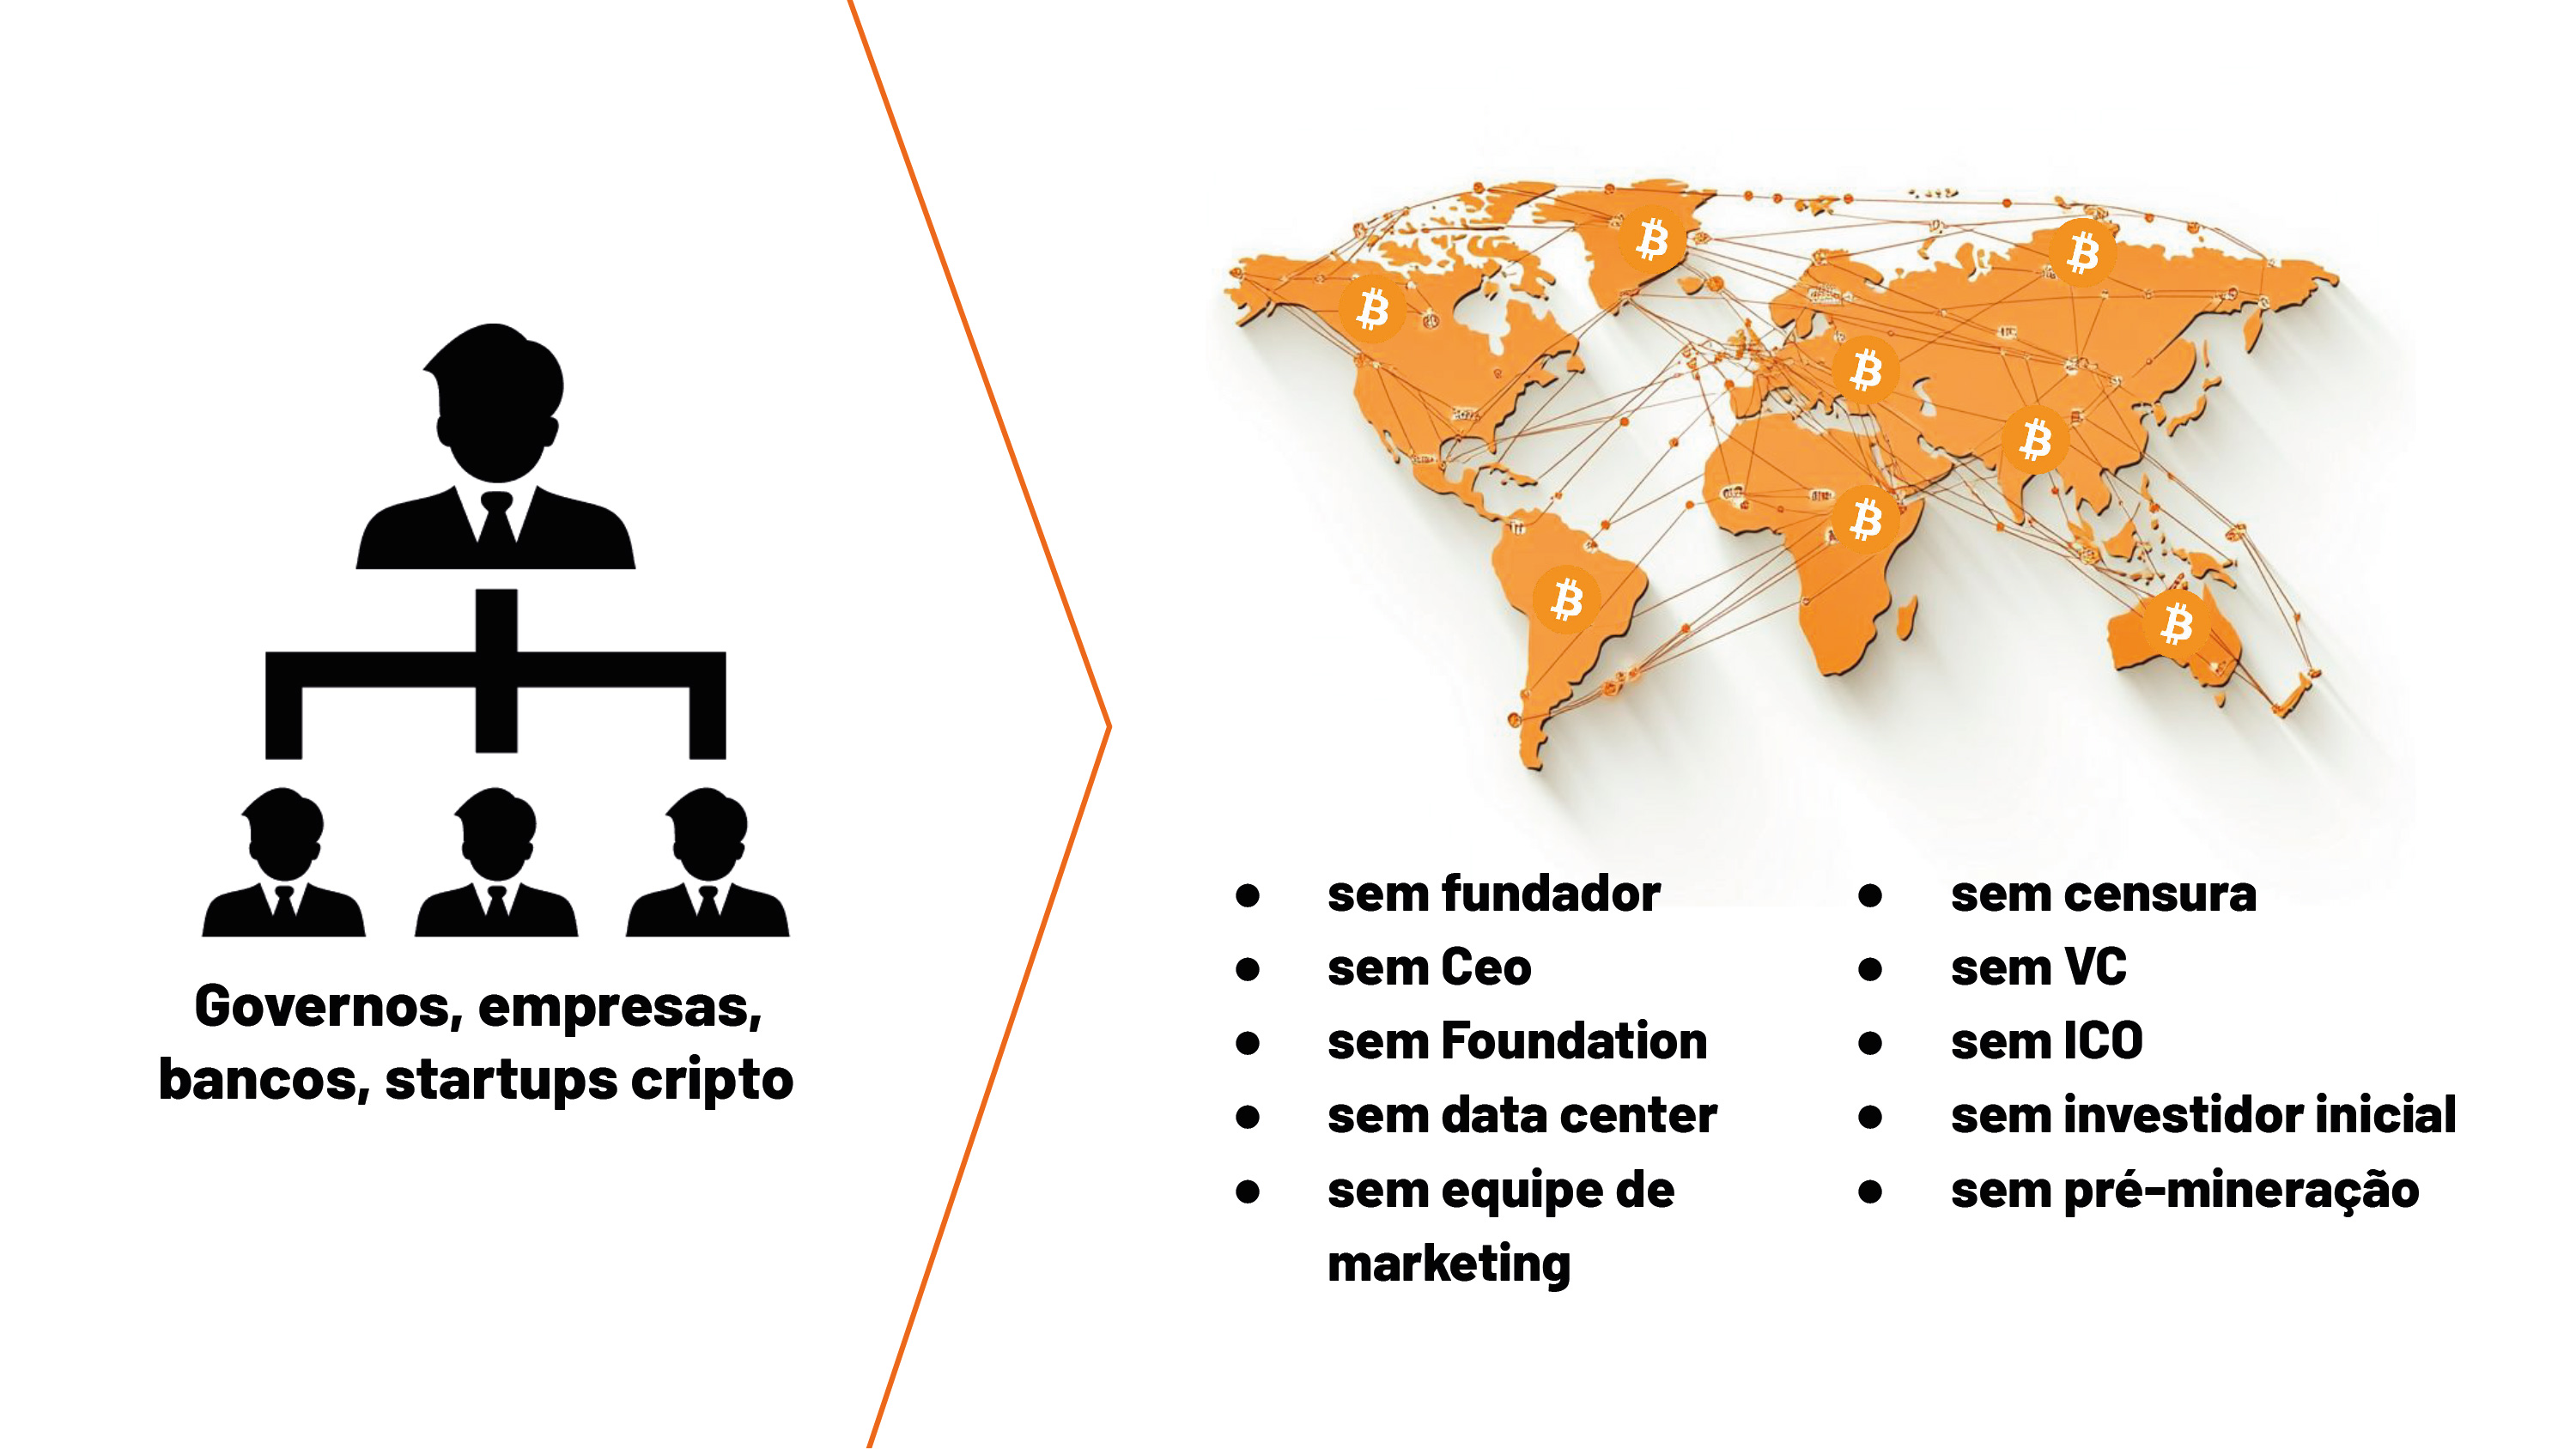 Governos, empresas,
bancos, startups cripto
● sem fundador
● sem Ceo
● sem Foundation
● sem data center
● sem equipe de
marketing
● sem censura
● sem VC
● sem ICO
● sem investidor inicial
● sem pré-mineração